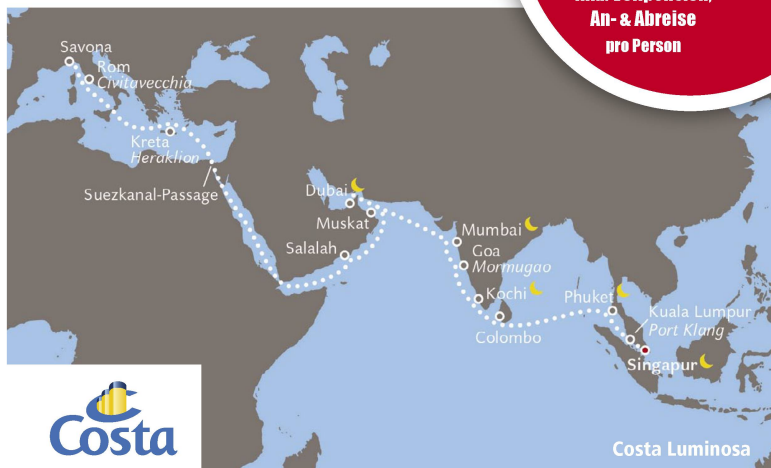 An- & Abreise
pro Person
Savona
Rom
Civitavecchia
Kreta
Heraklion
Suezkanal-Passage
Dubai
Muskat
Salalah
Mumbai
Goa
Mormugao
Kochi
Colombo
Phuket
Kuala Lumpur
Port Klang
Singapur
Costa
Costa Luminosa